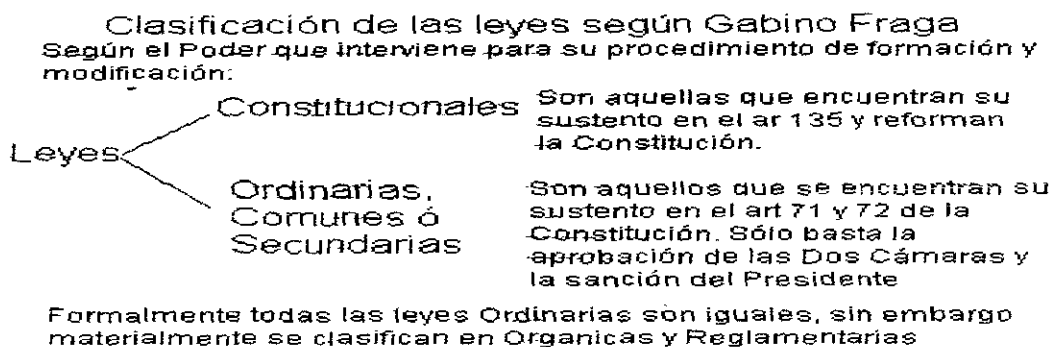 Clasificación de las leyes según Gabino Fraga
Según el Poder que interviene para su procedimiento de formación y
modificación:
Constitucionales
Son aquellas que encuentran su
sustento en el ar 135 y reforman
la Constitución.
Leyes
Ordinarias,
Comunes ó
Secundarias
Son aquellos que se encuentran su
sustento en el art 71 y 72 de la
Constitución. Sólo basta la
aprobación de las Dos Cámaras y
la sanción del Presidente
Formalmente todas las leyes Ordinarias son iguales, sin embargo
materialmente se clasifican en Organicas y Reglamentarias